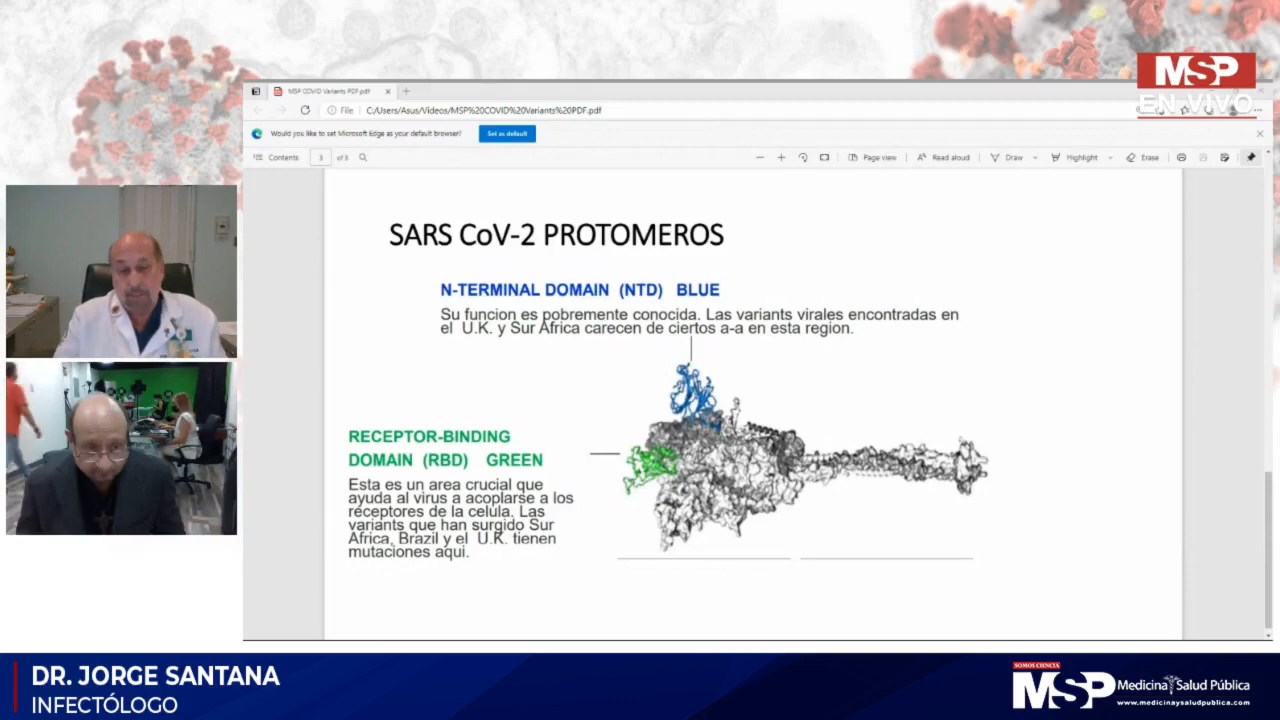 MSP
EN VIVO
MSP COVID Variants PDF.pdf
File C:/Users/Asus/Videos/MSP%20COVID%20Variants%20PDF.pdf
Would you like to set Microsoft Edge as your default browser? Set as default
Contents 3 of 3 Page view Read aloud Draw Highlight Erase
SARS CoV-2 PROTOMEROS
N-TERMINAL DOMAIN (NTD) BLUE
Su funcion es pobremente conocida. Las variants virales encontradas en
el U.K. y Sur Africa carecen de ciertos a-a en esta region.
RECEPTOR-BINDING
DOMAIN (RBD) GREEN
Esta es un area crucial que
ayuda al virus a acoplarse a los
receptores de la celula. Las
variants que han surgido Sur
Africa, Brazil y el U.K. tienen
mutaciones aqui.
DR. JORGE SANTANA
INFECTÓLOGO
SOMOS CIENCIA
MSP Medicina Salud Pública
www.medicinaysaludpublica.com